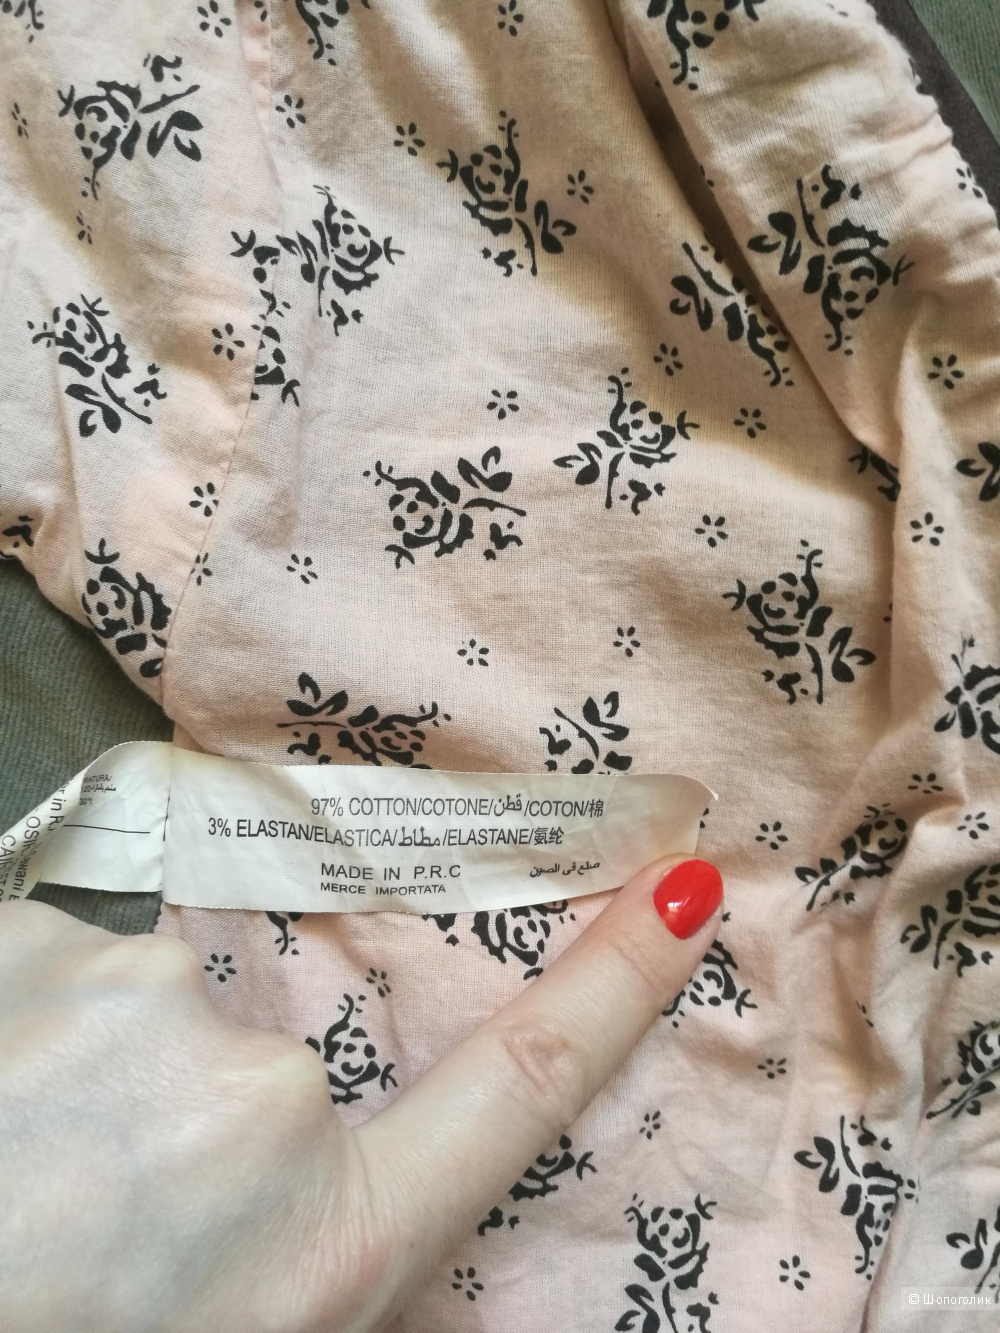 97% COTTON/COTONE/قطن/COTON/棉
3% ELASTAN/ELASTICA/مطاط/ELASTANE/氨纶
MADE IN P.R.C صنع في الصين
MERCE IMPORTATA
© Шопоголик